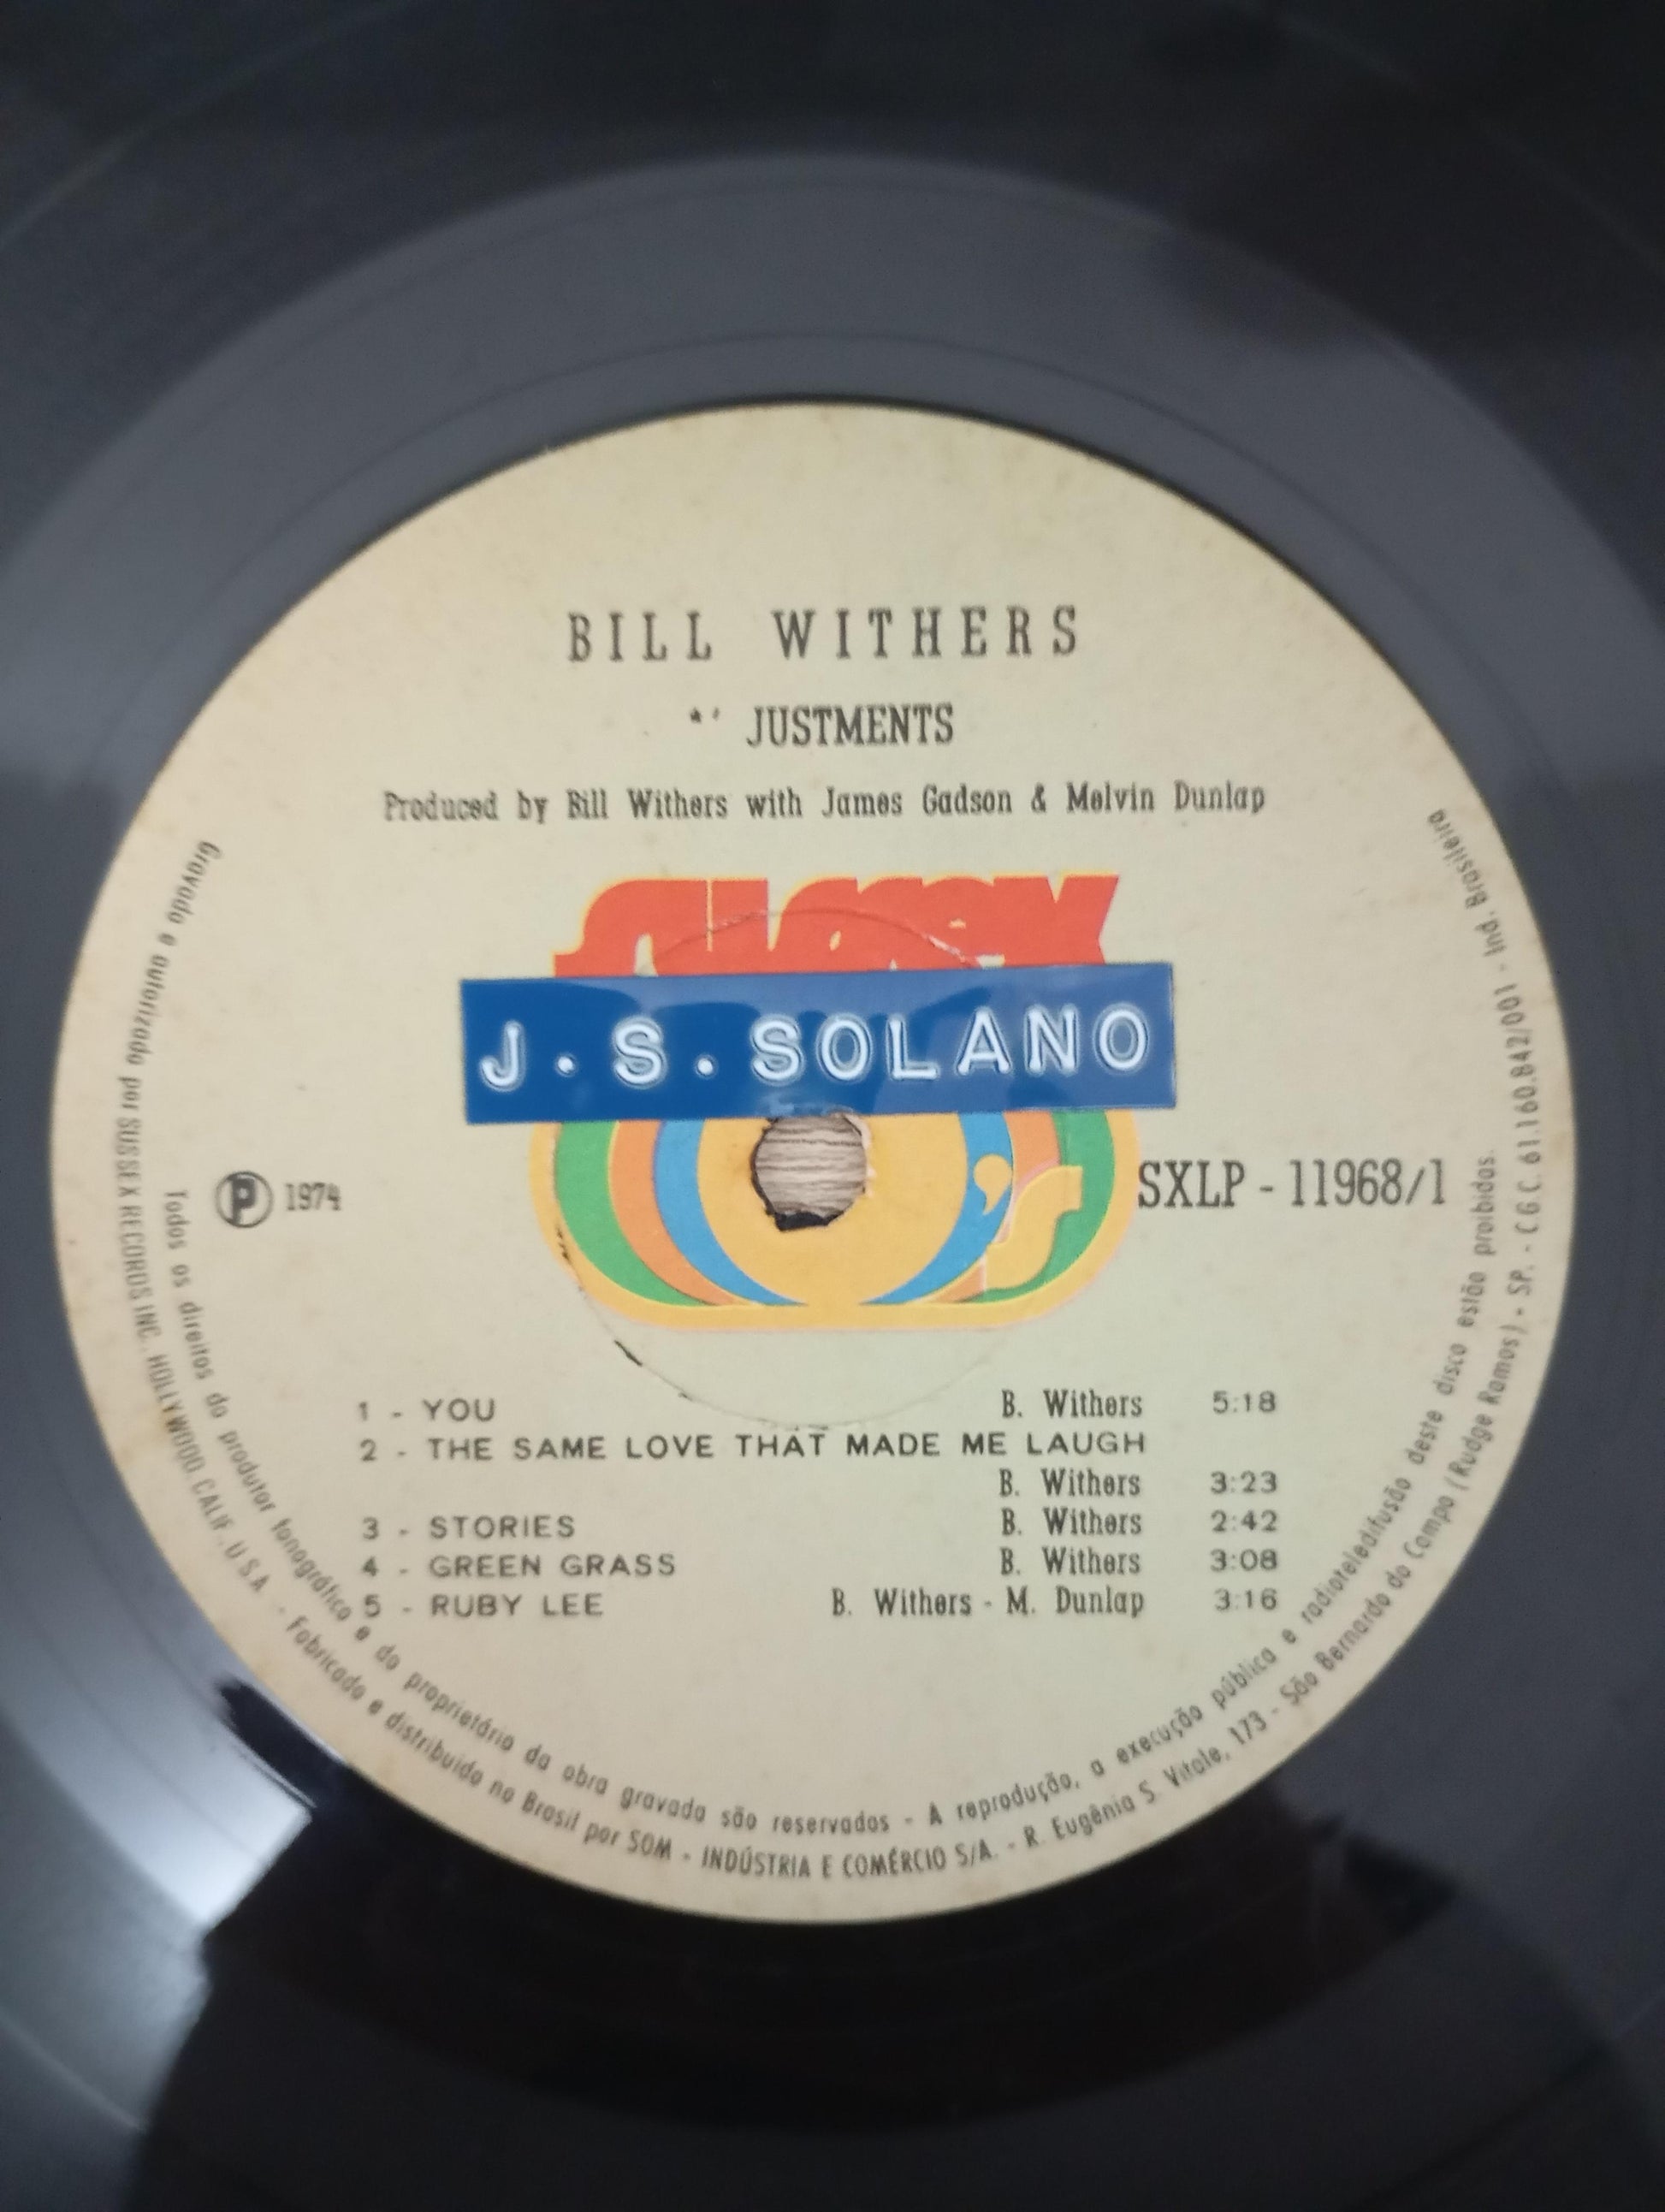 BILL WITHERS
*' JUSTMENTS
Produced by Bill Withers with James Gadson & Melvin Dunlap
J.S.SOLANO
's
℗ 1974
SXLP - 11968/1
1 - YOU B. Withers 5:18
2 - THE SAME LOVE THAT MADE ME LAUGH
B. Withers 3:23
3 - STORIES B. Withers 2:42
4 - GREEN GRASS B. Withers 3:08
5 - RUBY LEE B. Withers - M. Dunlap 3:16
Todos os direitos do produtor fonográfico e do proprietário da obra gravada são reservados - A reprodução, a execução pública e radioteledifusão deste disco estão proibidas.
Gravado e autorizado por SUSSEX RECORDS INC. HOLLYWOOD, CALIF. U.S.A. - Fabricado e distribuido no Brasil por SOM - INDÚSTRIA E COMÉRCIO S/A. - R. Eugênia S. Vitale, 173 - São Bernardo do Campo (Rudge Ramos) - SP. - C G C. 61.160.842/001 - Ind. Brasileira